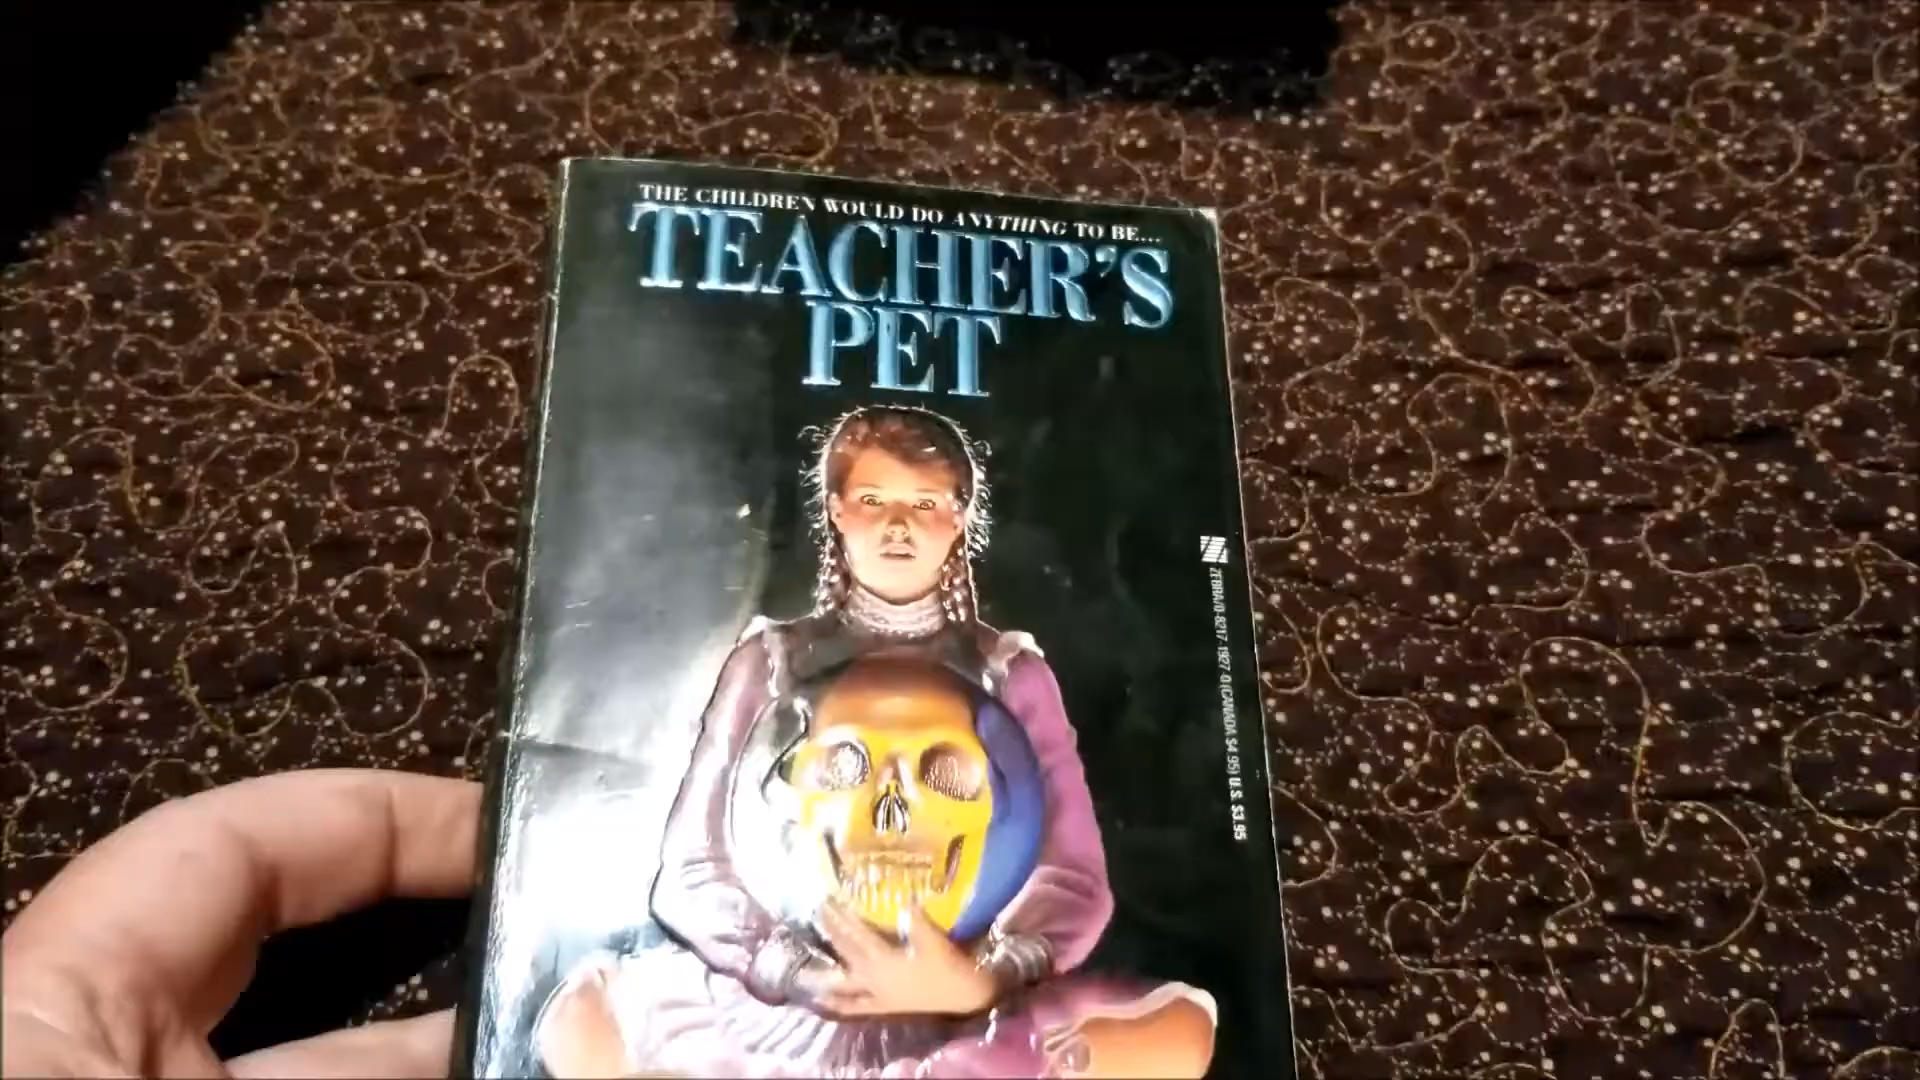 THE CHILDREN WOULD DO ANYTHING TO BE...
TEACHER'S
PET
ZEBRA/0-8217-1927-0 (CANADA $4.95) U.S. $3.95